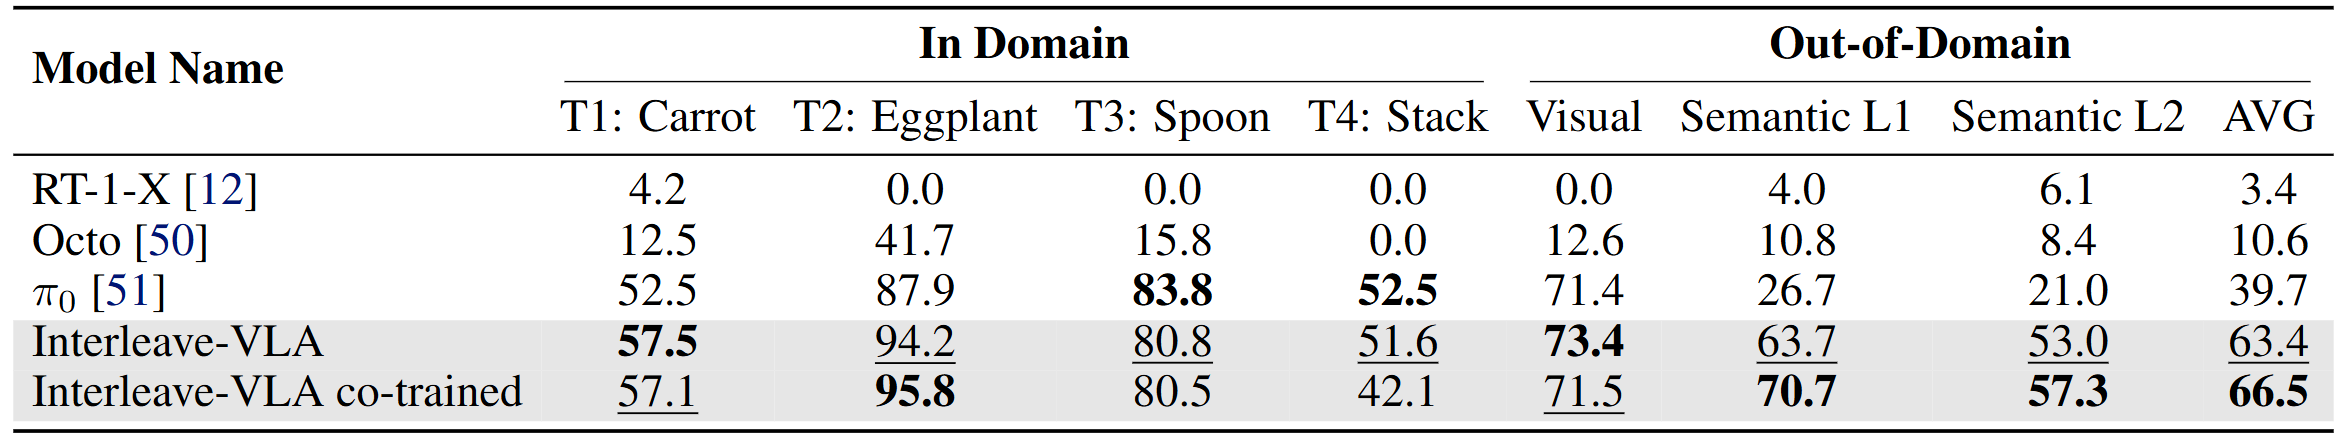 Model Name In Domain Out-of-Domain
T1: Carrot T2: Eggplant T3: Spoon T4: Stack Visual Semantic L1 Semantic L2 AVG
RT-1-X [12] 4.2 0.0 0.0 0.0 0.0 4.0 6.1 3.4
Octo [50] 12.5 41.7 15.8 0.0 12.6 10.8 8.4 10.6
π0 [51] 52.5 87.9 83.8 52.5 71.4 26.7 21.0 39.7
Interleave-VLA 57.5 94.2 80.8 51.6 73.4 63.7 53.0 63.4
Interleave-VLA co-trained 57.1 95.8 80.5 42.1 71.5 70.7 57.3 66.5